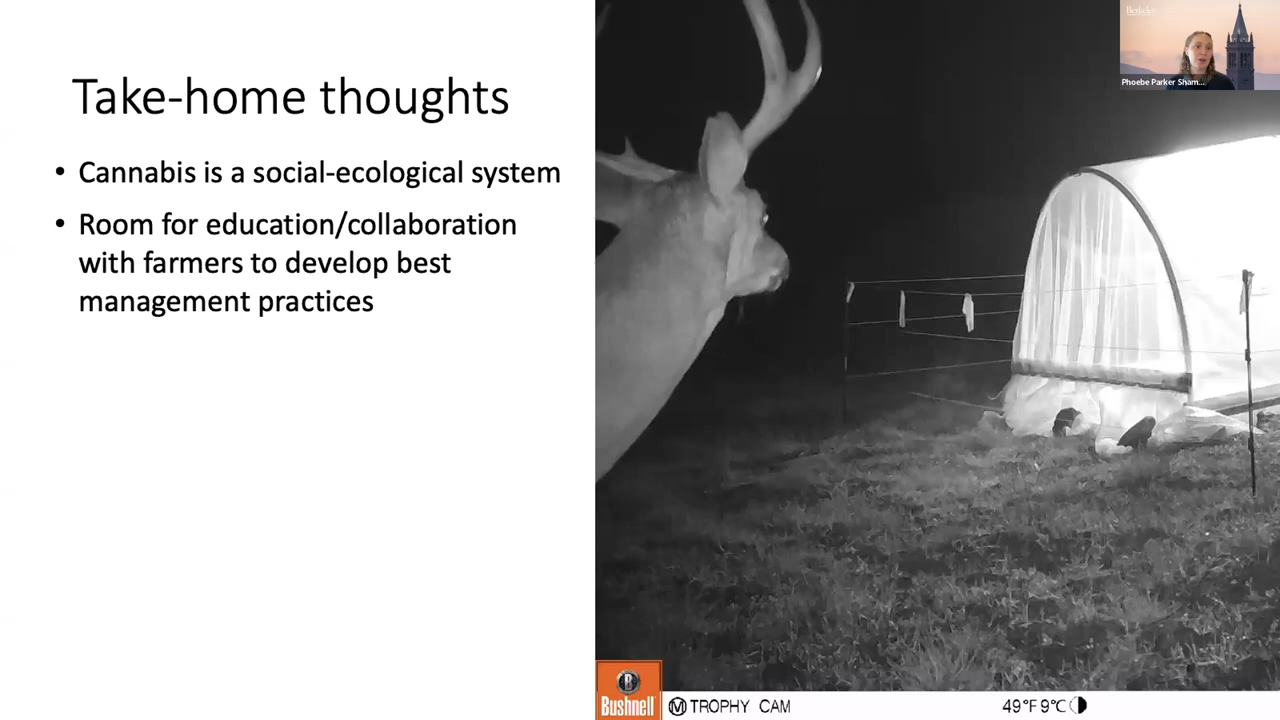 Berkeley
Phoebe Parker Sham...
Take-home thoughts
• Cannabis is a social-ecological system
• Room for education/collaboration
with farmers to develop best
management practices
B
Bushnell
M TROPHY CAM
49°F 9°C